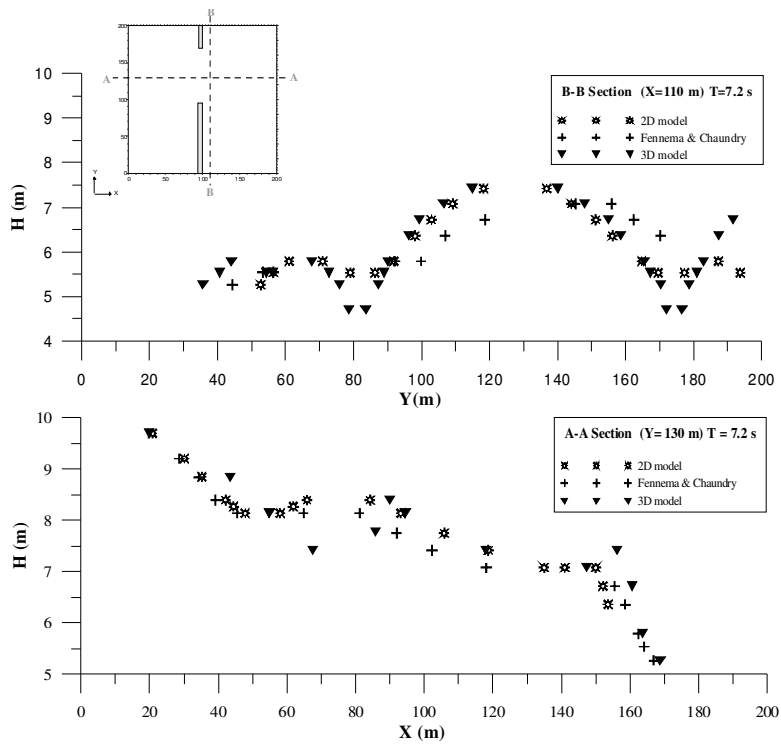 B
200
150
A
A
100
50
0
0
100
200
B
Y
X
10
9
8
7
6
5
4
H (m)
B-B Section (X=110 m) T=7.2 s
2D model
Fennema & Chaundry
3D model
0 20 40 60 80 100 120 140 160 180 200
Y(m)
10
9
8
7
6
5
H (m)
A-A Section (Y= 130 m) T = 7.2 s
2D model
Fennema & Chaundry
3D model
0 20 40 60 80 100 120 140 160 180 200
X (m)